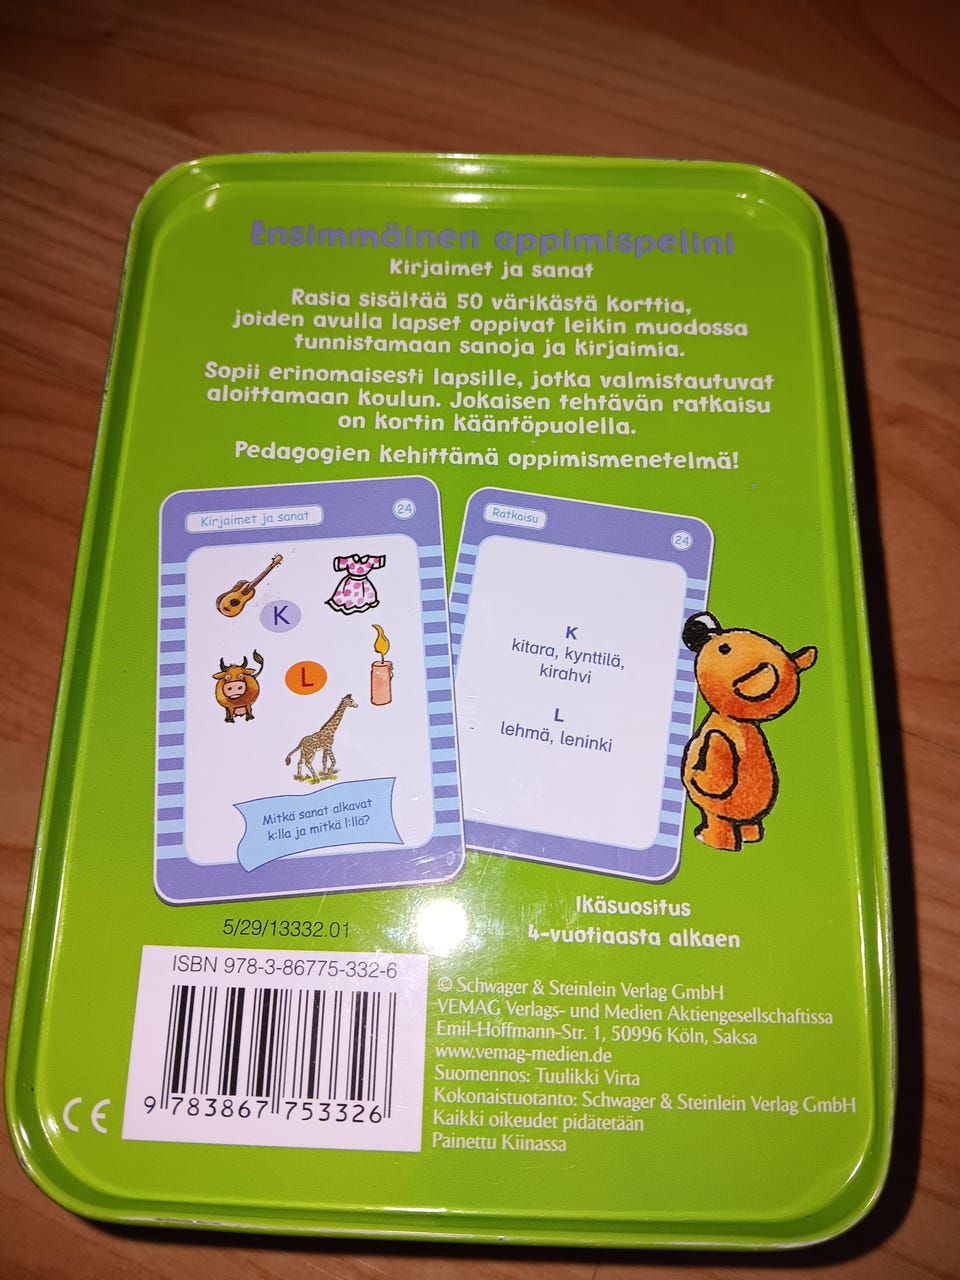 Ensimmäinen oppimispelini
Kirjaimet ja sanat
Rasia sisältää 50 värikästä korttia,
joiden avulla lapset oppivat leikin muodossa
tunnistamaan sanoja ja kirjaimia.
Sopii erinomaisesti lapsille, jotka valmistautuvat
aloittamaan koulun. Jokaisen tehtävän ratkaisu
on kortin kääntöpuolella.
Pedagogien kehittämä oppimismenetelmä!
Kirjaimet ja sanat
24
K
L
Mitkä sanat alkavat
k:lla ja mitkä l:llä?
Ratkaisu
24
K
kitara, kynttilä,
kirahvi
L
lehmä, leninki
Ikäsuositus
4-vuotiaasta alkaen
5/29/13332.01
ISBN 978-3-86775-332-6
9 783867 753326
CE
© Schwager & Steinlein Verlag GmbH
VEMAG Verlags- und Medien Aktiengesellschaftissa
Emil-Hoffmann-Str. 1, 50996 Köln, Saksa
www.vemag-medien.de
Suomennos: Tuulikki Virta
Kokonaistuotanto: Schwager & Steinlein Verlag GmbH
Kaikki oikeudet pidätetään
Painettu Kiinassa